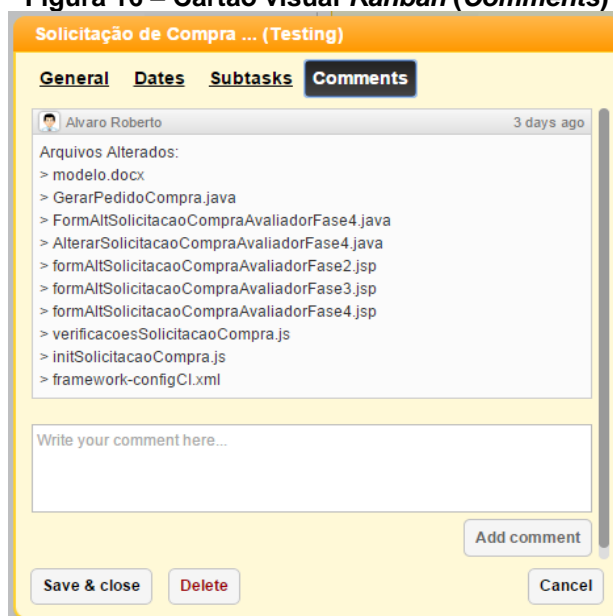 Figura 16 – Cartão visual Kanban (Comments)
Solicitação de Compra ... (Testing)
General Dates Subtasks Comments
Alvaro Roberto 3 days ago
Arquivos Alterados:
> modelo.docx
> GerarPedidoCompra.java
> FormAltSolicitacaoCompraAvaliadorFase4.java
> AlterarSolicitacaoCompraAvaliadorFase4.java
> formAltSolicitacaoCompraAvaliadorFase2.jsp
> formAltSolicitacaoCompraAvaliadorFase3.jsp
> formAltSolicitacaoCompraAvaliadorFase4.jsp
> verificacoesSolicitacaoCompra.js
> initSolicitacaoCompra.js
> framework-configCI.xml
Write your comment here...
Add comment
Save & close Delete Cancel